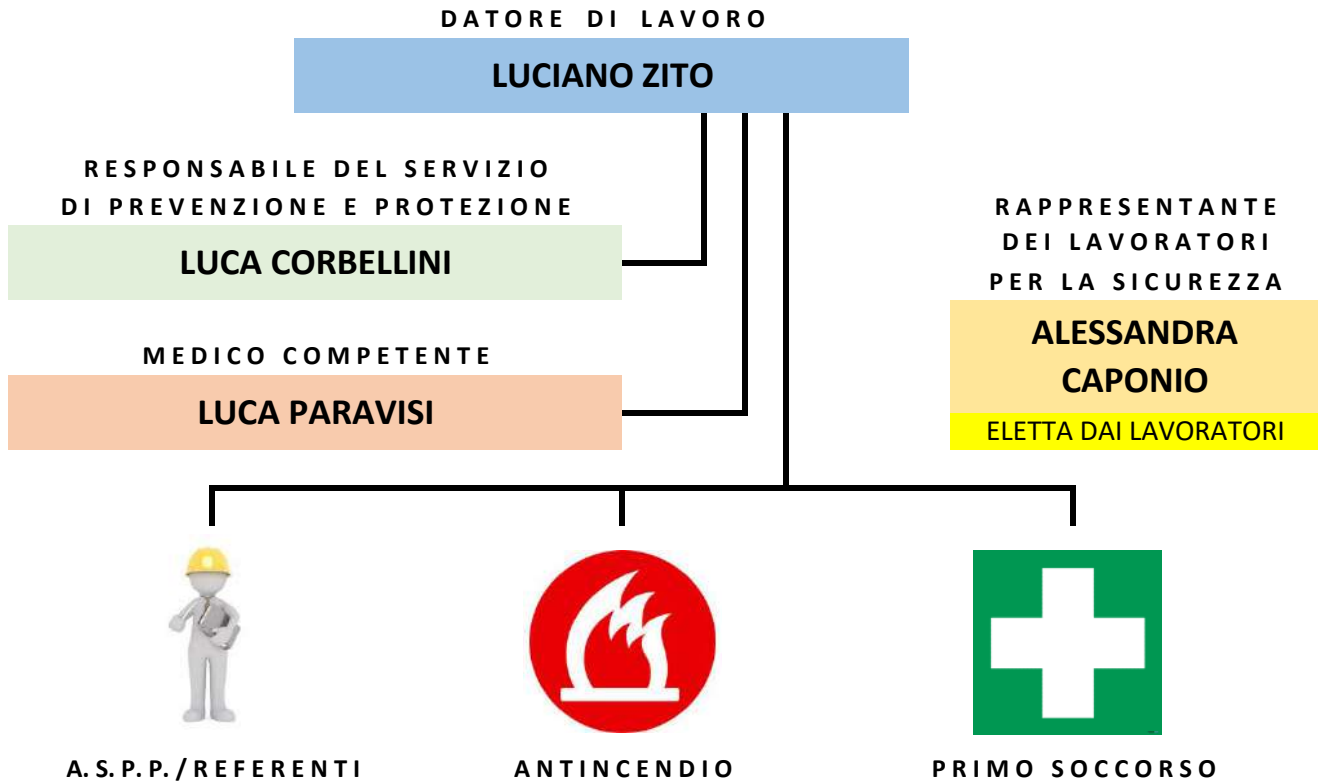 DATORE DI LAVORO
LUCIANO ZITO
RESPONSABILE DEL SERVIZIO
DI PREVENZIONE E PROTEZIONE
LUCA CORBELLINI
MEDICO COMPETENTE
LUCA PARAVISI
RAPPRESENTANTE
DEI LAVORATORI
PER LA SICUREZZA
ALESSANDRA
CAPONIO
ELETTA DAI LAVORATORI
A.S.P.P./REFERENTI
ANTINCENDIO
PRIMO SOCCORSO